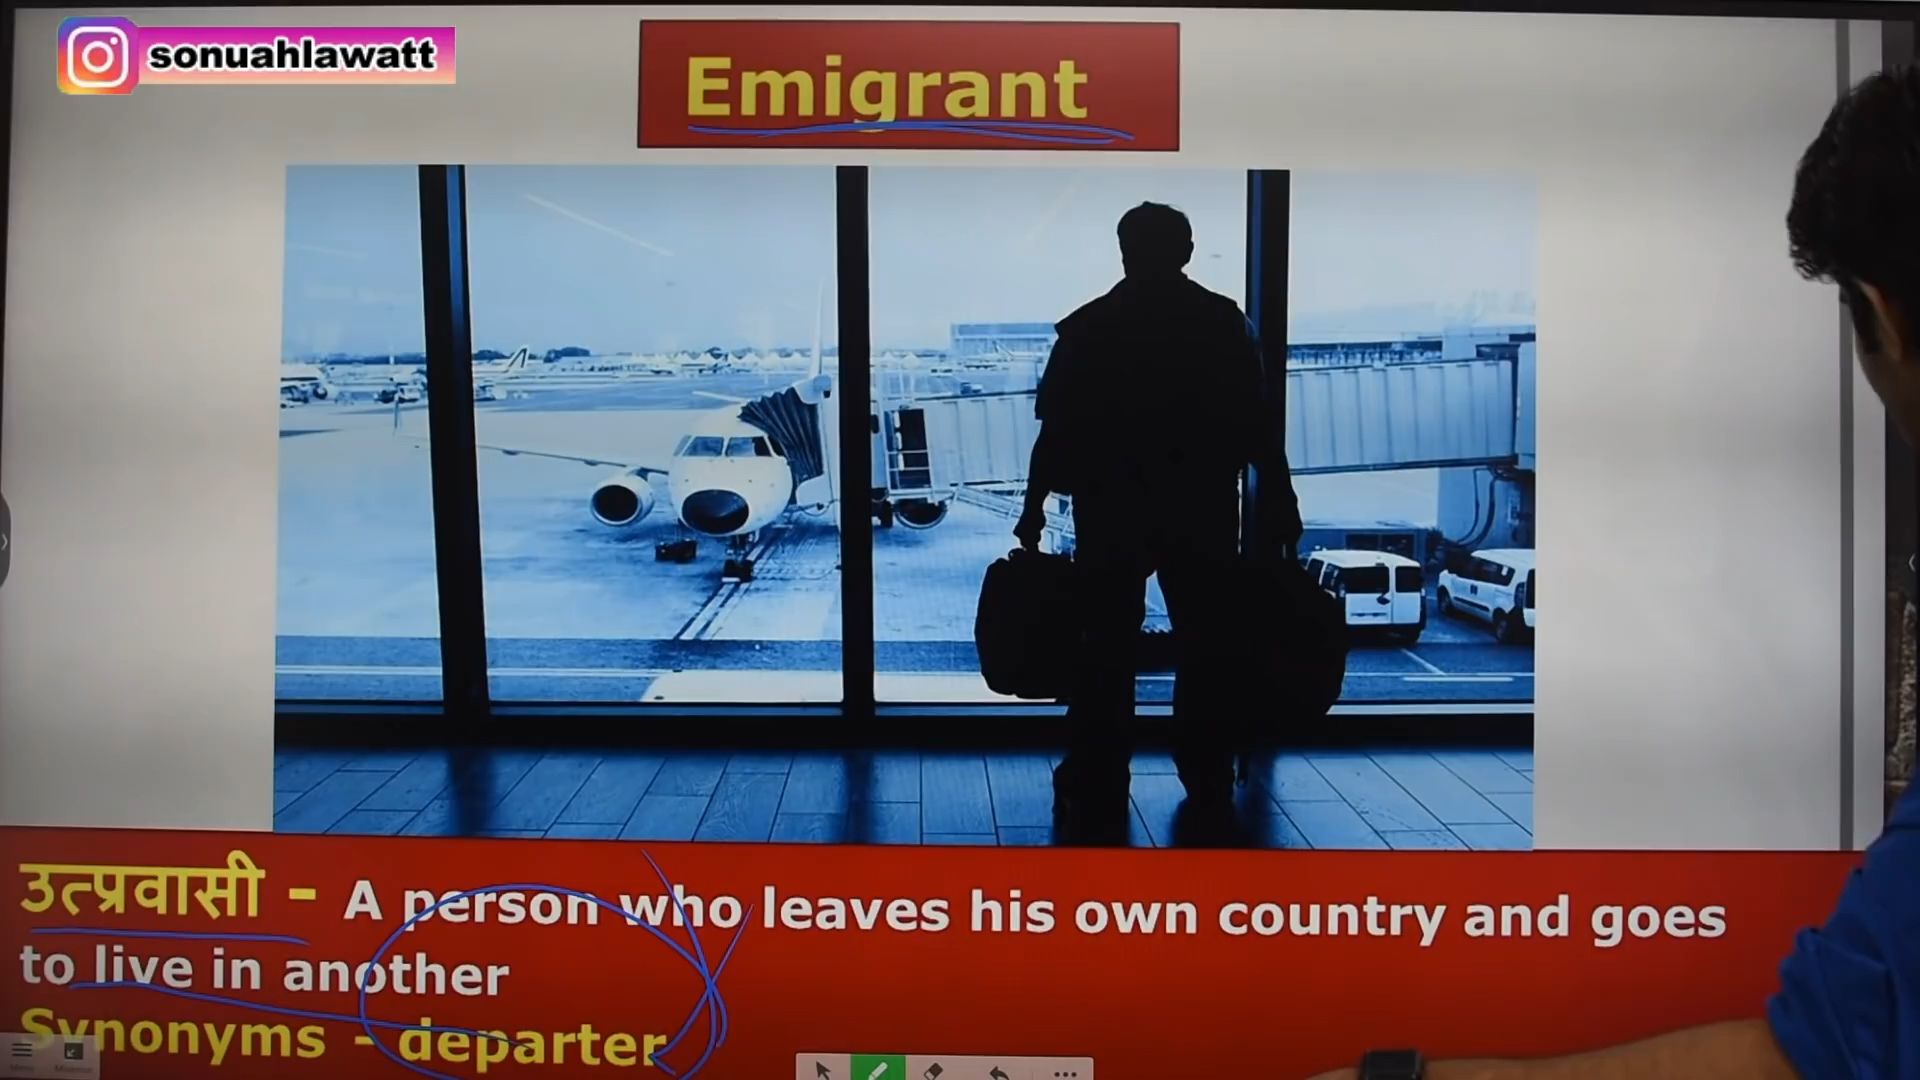 sonuahlawatt
Emigrant
उत्प्रवासी - A person who leaves his own country and goes
to live in another
Synonyms - departer